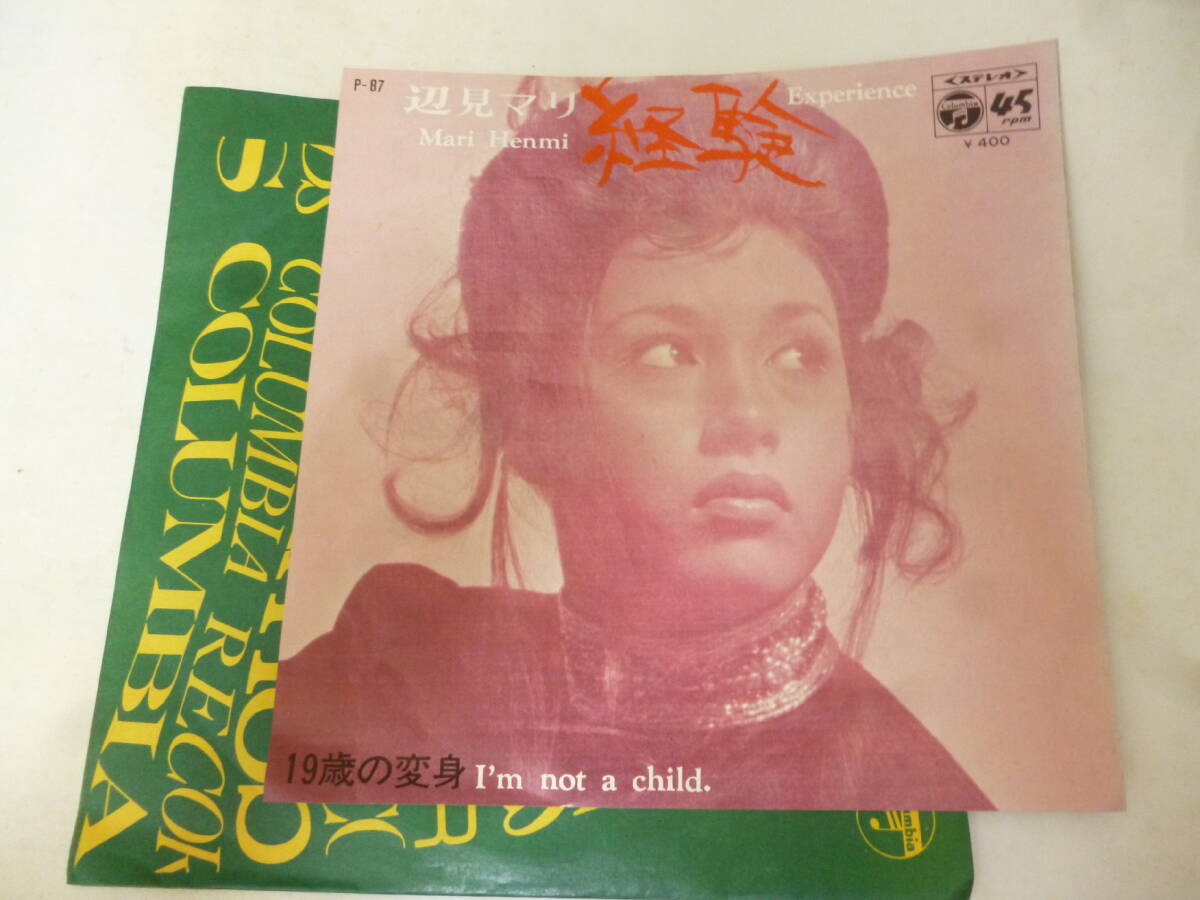 P-87
辺見マリ
Mari Henmi
経験
Experience
ステレオ
Columbia
45
rpm
¥400
19歳の変身 I'm not a child.
COLUMBIA RECOR
COLUMBIA
mbia